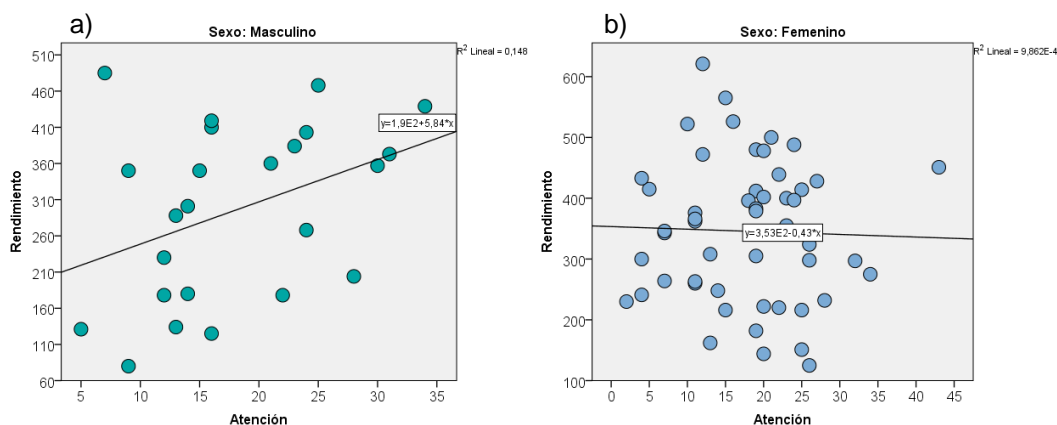 a)
Sexo: Masculino
R² Lineal = 0,148
y=1,9E2+5,84*x
Rendimiento
510
460
410
360
310
260
210
160
110
60
5 10 15 20 25 30 35
Atención
b)
Sexo: Femenino
R² Lineal = 9,862E-4
y=3,53E2-0,43*x
Rendimiento
600
500
400
300
200
100
0 5 10 15 20 25 30 35 43 45
Atención